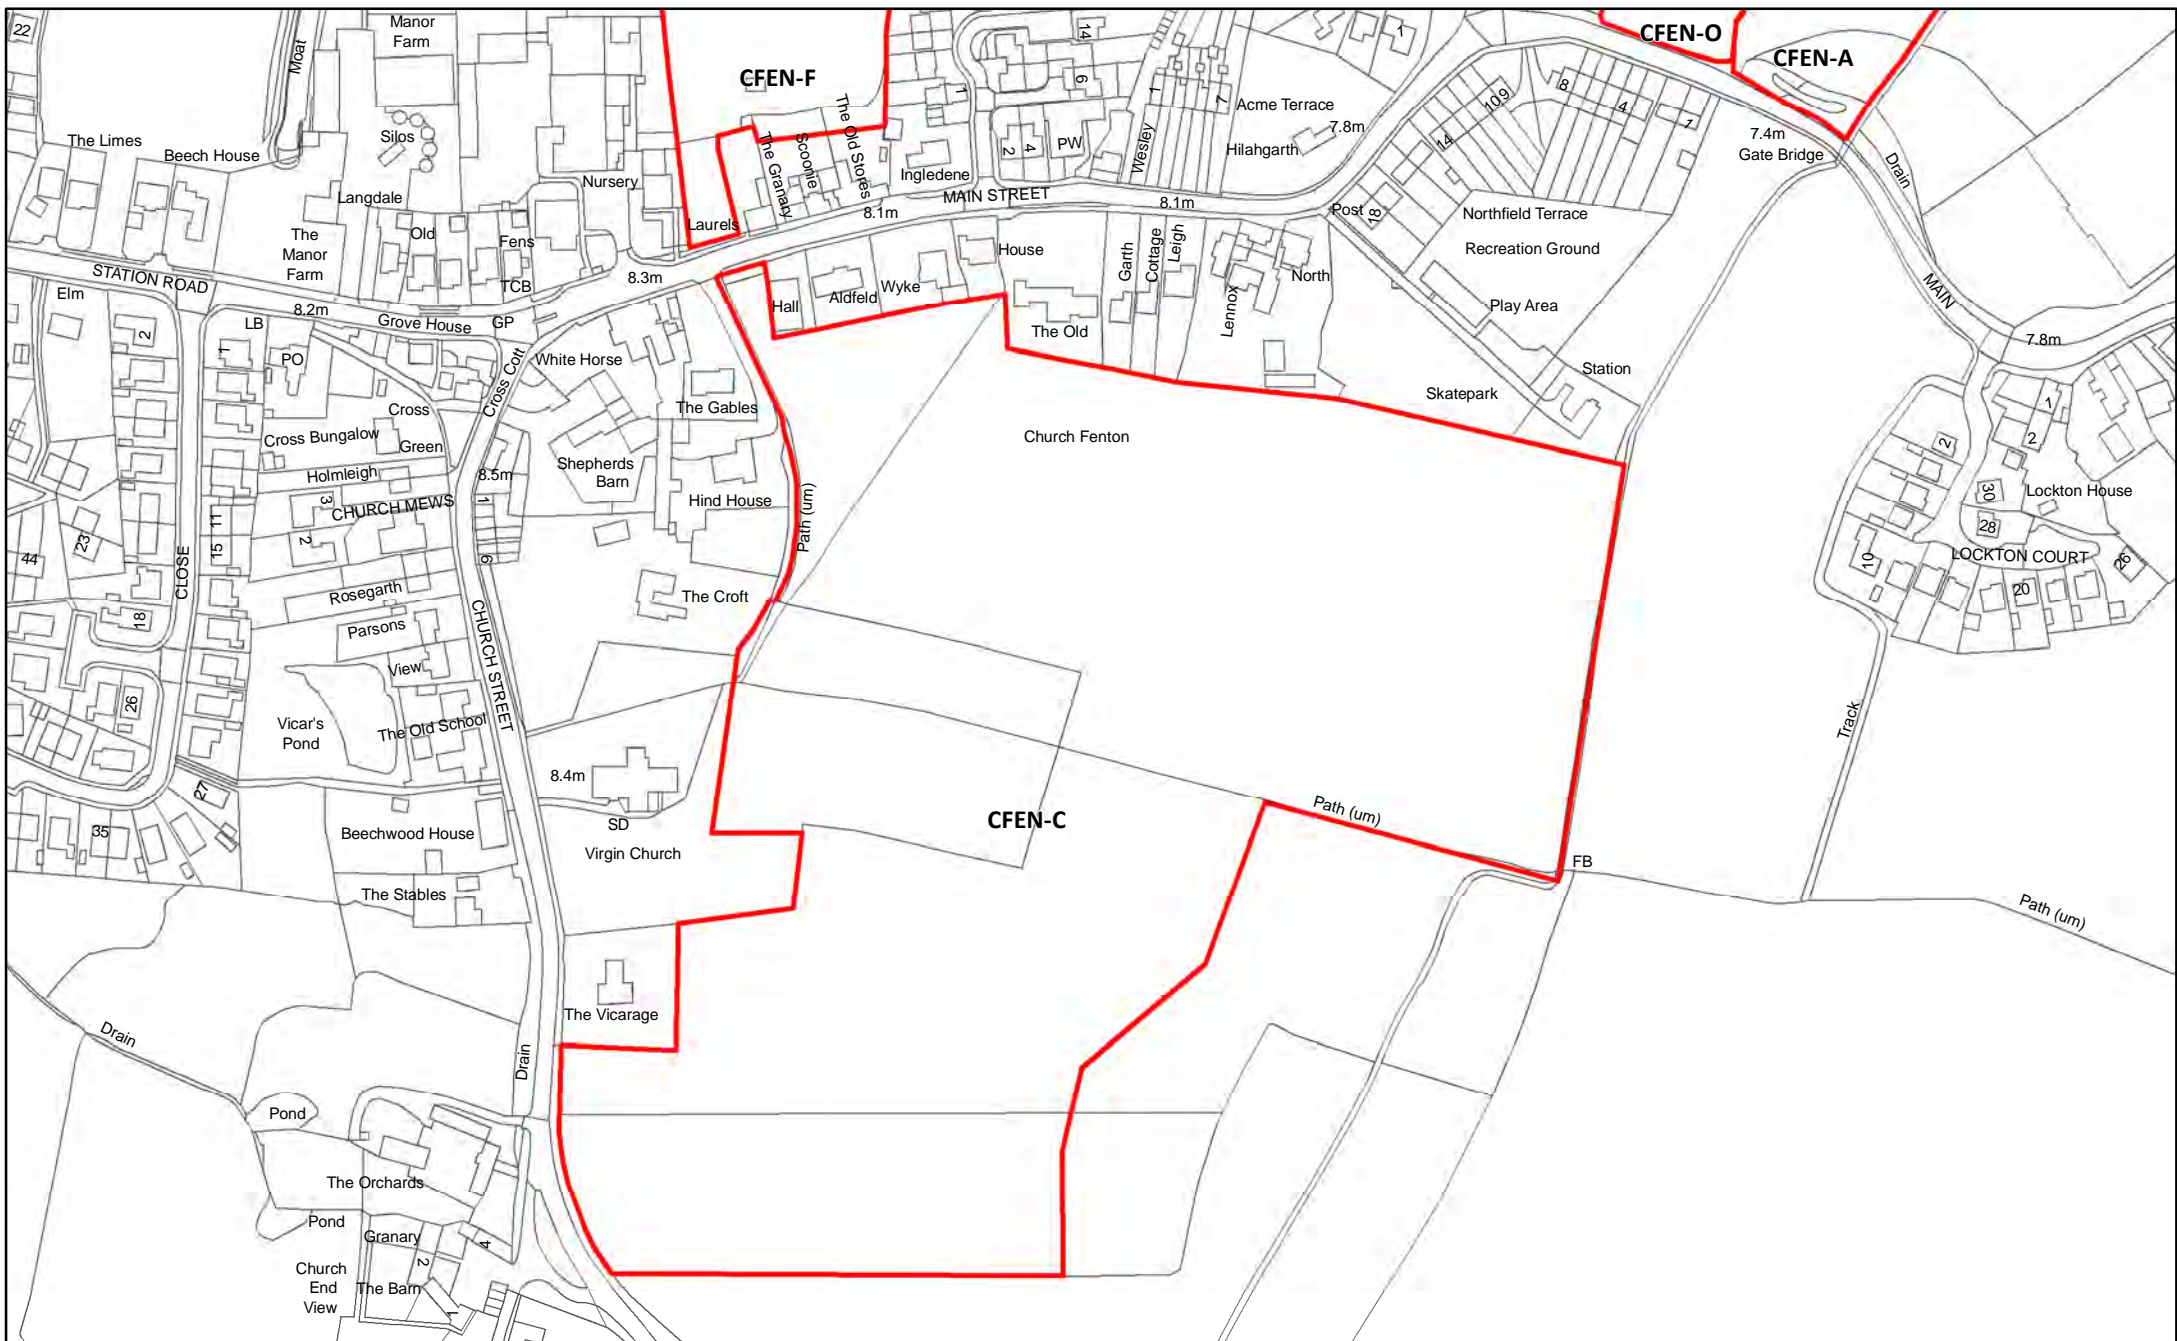 22
Manor
Farm
Moat
CFEN-F
14
6
1
CFEN-O
CFEN-A
The Limes
Beech House
Silos
The Granary
Scoonie
The Old Stores
1
2
4
PW
Wesley
1
7
Acme Terrace
7.8m
Hilahgarth
109
14
8
4
1
7.4m
Gate Bridge
Drain
Langdale
Nursery
Ingledene
MAIN STREET
8.1m
8.1m
Laurels
Post
18
Northfield Terrace
Recreation Ground
The
Manor
Farm
Old
Fens
TCB
STATION ROAD
8.3m
House
Garth
Cottage
Leigh
North
Lennox
Play Area
MAIN
7.8m
Elm
2
8.2m
LB
1
PO
Grove House
GP
Cross Cott
White Horse
Hall
Aldfeld
Wyke
The Old
Station
Skatepark
The Gables
Cross
Cross Bungalow
Green
Church Fenton
Shepherds
Barn
Holmleigh
8.5m
3
CHURCH MEWS
1
Hind House
Path (um)
1
2
2
30
Lockton House
28
LOCKTON COURT
26
10
20
44
23
11
15
2
6
CLOSE
Rosegarth
The Croft
18
Parsons
View
CHURCH STREET
26
Vicar's
Pond
The Old School
Track
8.4m
27
35
Beechwood House
SD
Virgin Church
CFEN-C
Path (um)
FB
The Stables
Path (um)
The Vicarage
Drain
Drain
Pond
The Orchards
Pond
Granary
2
4
Church
End
View
The Barn
1